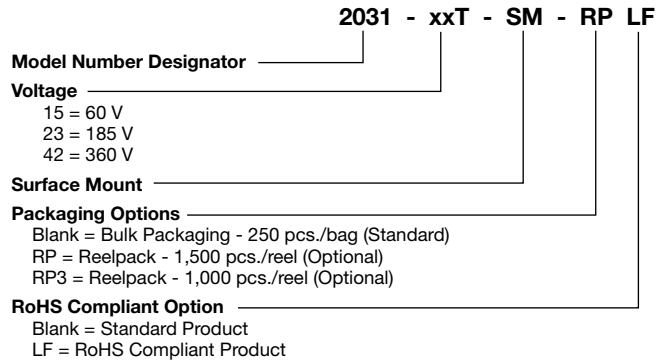 2031 - xxT - SM - RP LF
Model Number Designator
Voltage
15 = 60 V
23 = 185 V
42 = 360 V
Surface Mount
Packaging Options
Blank = Bulk Packaging - 250 pcs./bag (Standard)
RP = Reelpack - 1,500 pcs./reel (Optional)
RP3 = Reelpack - 1,000 pcs./reel (Optional)
RoHS Compliant Option
Blank = Standard Product
LF = RoHS Compliant Product